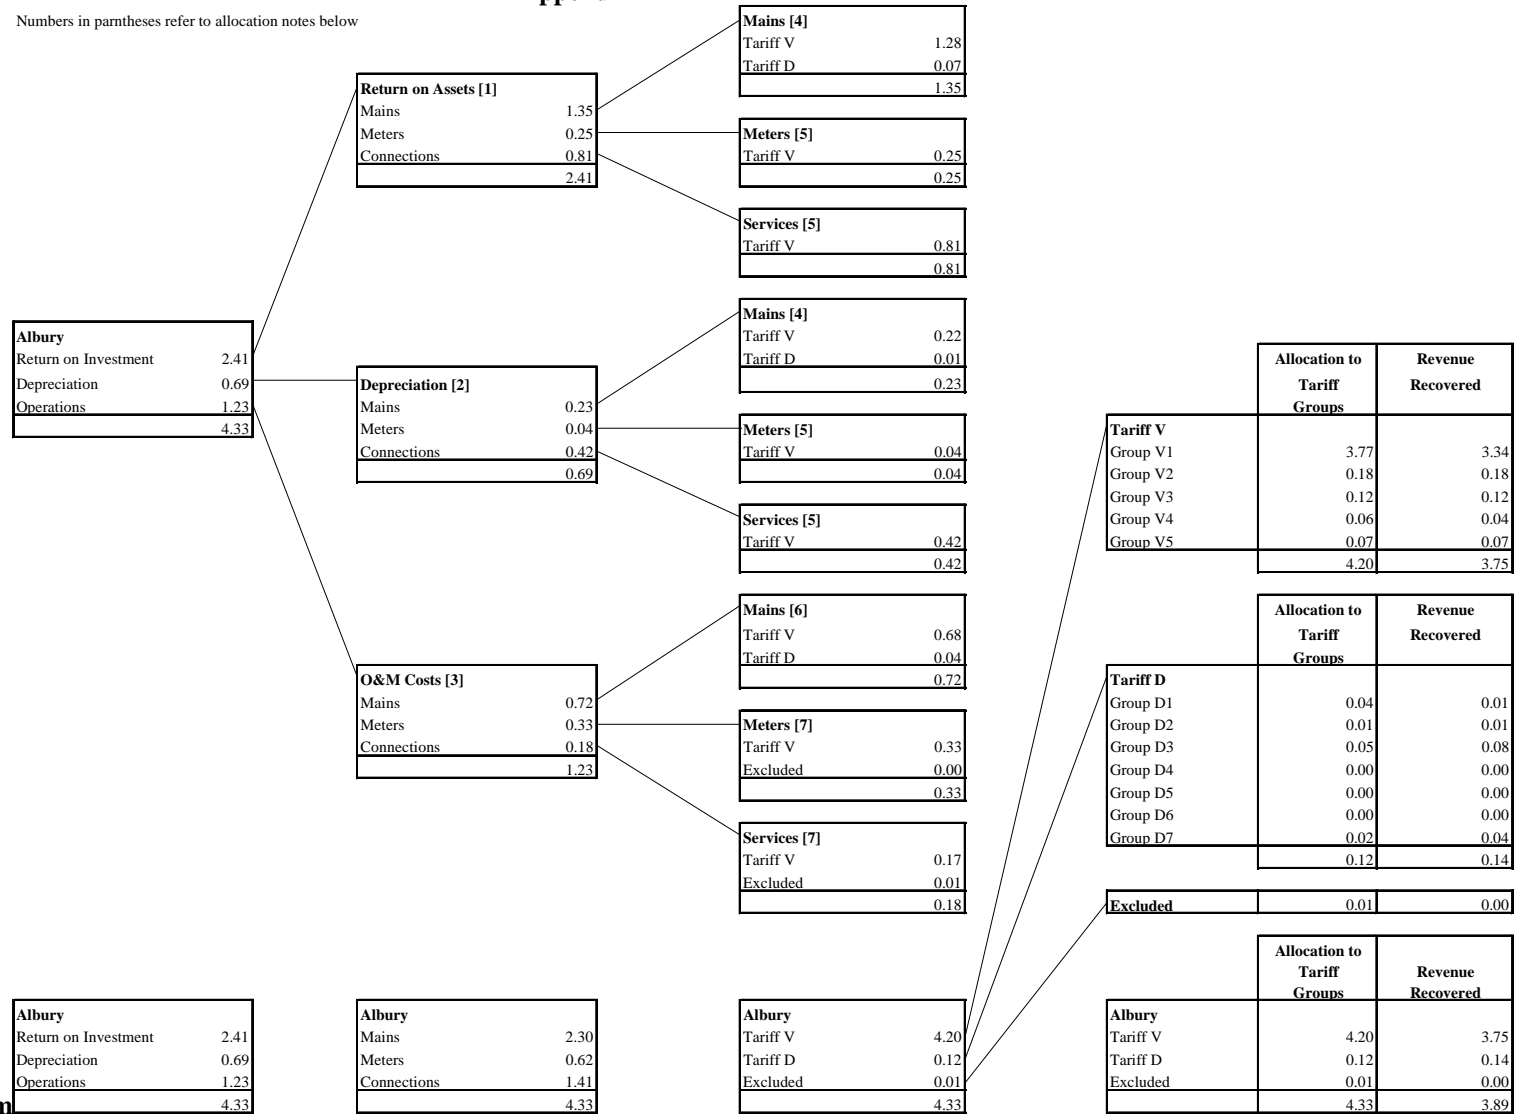 Numbers in parntheses refer to allocation notes below
Mains [4]
Tariff V 1.28
Tariff D 0.07
1.35
Return on Assets [1]
Mains 1.35
Meters 0.25
Connections 0.81
2.41
Meters [5]
Tariff V 0.25
0.25
Services [5]
Tariff V 0.81
0.81
Albury
Return on Investment 2.41
Depreciation 0.69
Operations 1.23
4.33
Mains [4]
Tariff V 0.22
Tariff D 0.01
0.23
Depreciation [2]
Mains 0.23
Meters 0.04
Connections 0.42
0.69
Meters [5]
Tariff V 0.04
0.04
Services [5]
Tariff V 0.42
0.42
Allocation to Revenue
Tariff Recovered
Groups
Tariff V
Group V1 3.77 3.34
Group V2 0.18 0.18
Group V3 0.12 0.12
Group V4 0.06 0.04
Group V5 0.07 0.07
4.20 3.75
Mains [6]
Tariff V 0.68
Tariff D 0.04
0.72
O&M Costs [3]
Mains 0.72
Meters 0.33
Connections 0.18
1.23
Meters [7]
Tariff V 0.33
Excluded 0.00
0.33
Services [7]
Tariff V 0.17
Excluded 0.01
0.18
Allocation to Revenue
Tariff Recovered
Groups
Tariff D
Group D1 0.04 0.01
Group D2 0.01 0.01
Group D3 0.05 0.08
Group D4 0.00 0.00
Group D5 0.00 0.00
Group D6 0.00 0.00
Group D7 0.02 0.04
0.12 0.14
Excluded 0.01 0.00
Albury
Return on Investment 2.41
Depreciation 0.69
Operations 1.23
4.33
Albury
Mains 2.30
Meters 0.62
Connections 1.41
4.33
Albury
Tariff V 4.20
Tariff D 0.12
Excluded 0.01
4.33
Allocation to
Tariff Revenue
Groups Recovered
Albury
Tariff V 4.20 3.75
Tariff D 0.12 0.14
Excluded 0.01 0.00
4.33 3.89